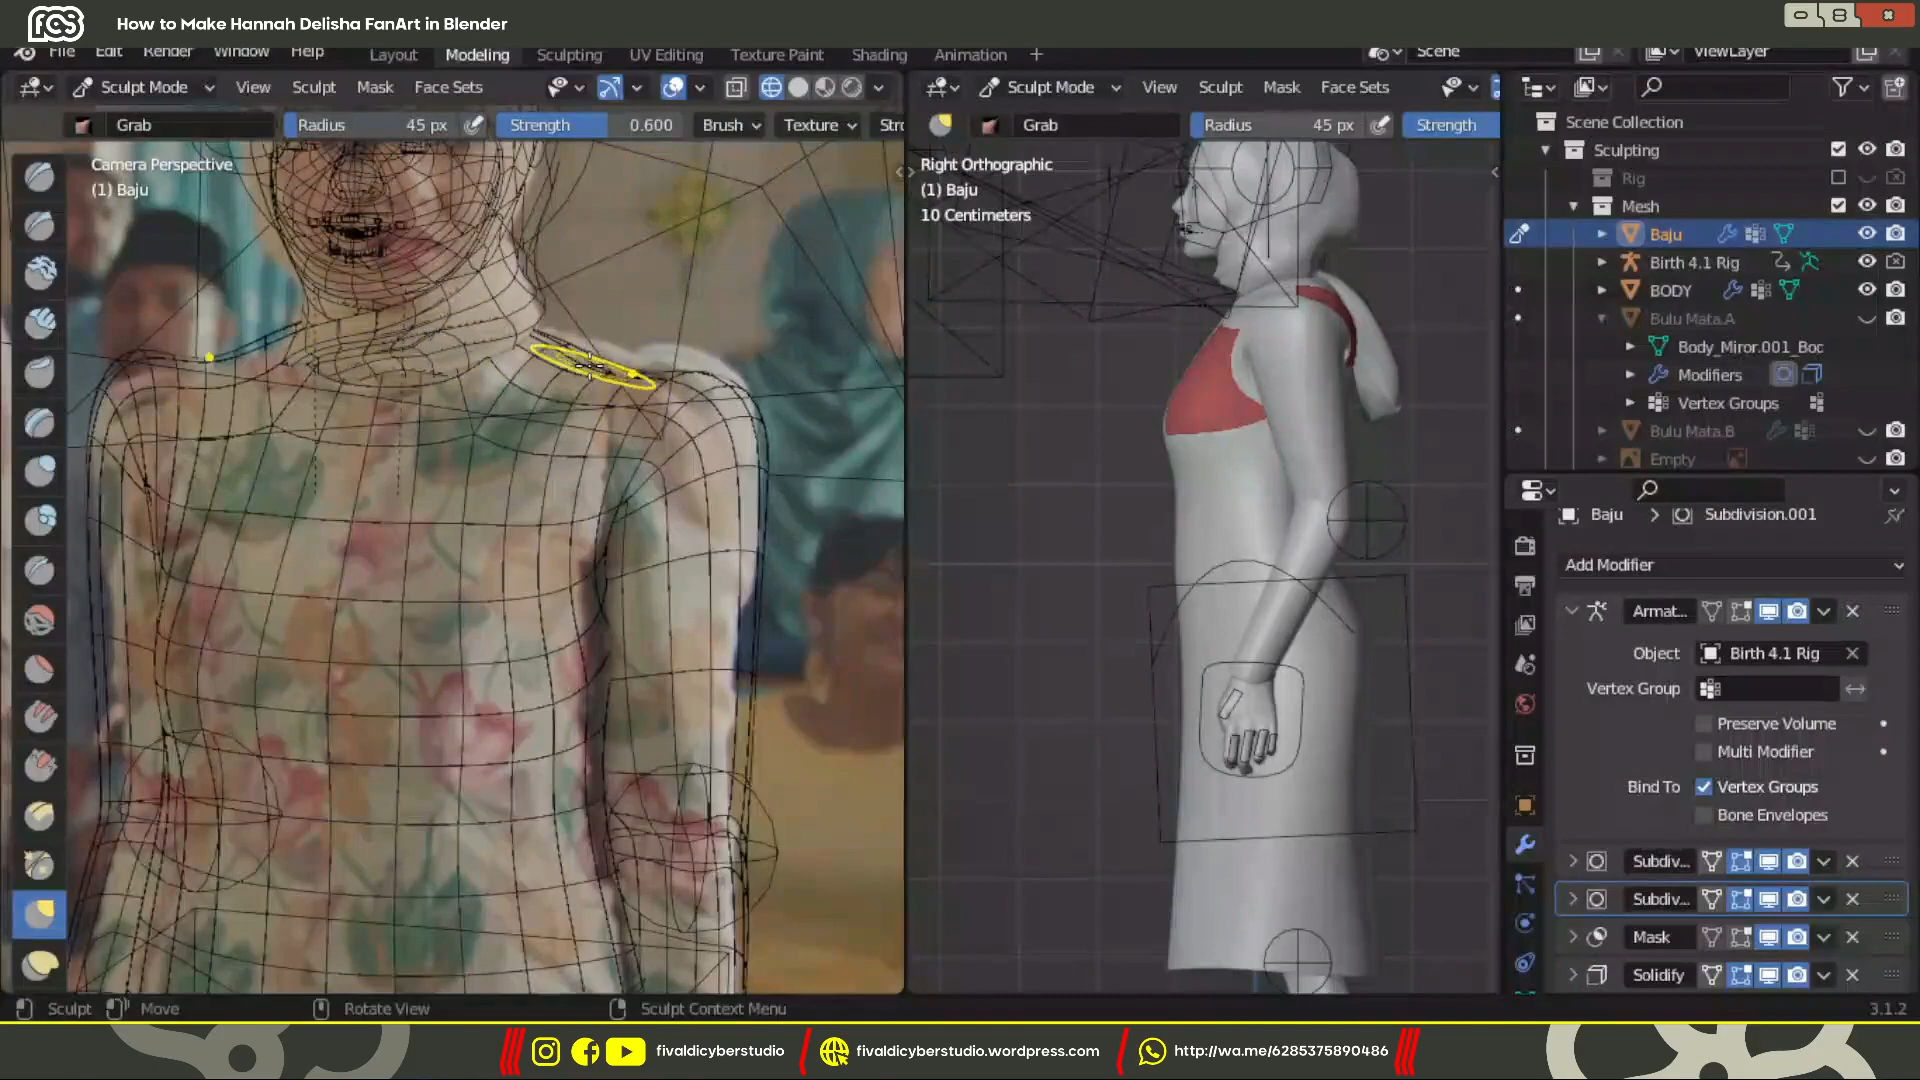 FCS
How to Make Hannah Delisha FanArt in Blender
File Edit Render Window Help
Layout Modeling Sculpting UV Editing Texture Paint Shading Animation +
Scene
ViewLayer
Sculpt Mode View Sculpt Mask Face Sets
Grab Radius 45 px Strength 0.600 Brush Texture Str
Camera Perspective
(1) Baju
Sculpt Mode View Sculpt Mask Face Sets
Grab Radius 45 px Strength
Right Orthographic
(1) Baju
10 Centimeters
Scene Collection
Sculpting
Rig
Mesh
Baju
Birth 4.1 Rig
BODY
Bulu Mata.A
Body_Miror.001_Boc
Modifiers
Vertex Groups
Bulu Mata.B
Empty
Baju > Subdivision.001
Add Modifier
Armat...
Object Birth 4.1 Rig
Vertex Group
Preserve Volume
Multi Modifier
Bind To Vertex Groups
Bone Envelopes
Subdiv...
Subdiv...
Mask
Solidify
Sculpt Move Rotate View Sculpt Context Menu 3.1.2
fivaldicyberstudio fivaldicyberstudio.wordpress.com http://wa.me/6285375890486